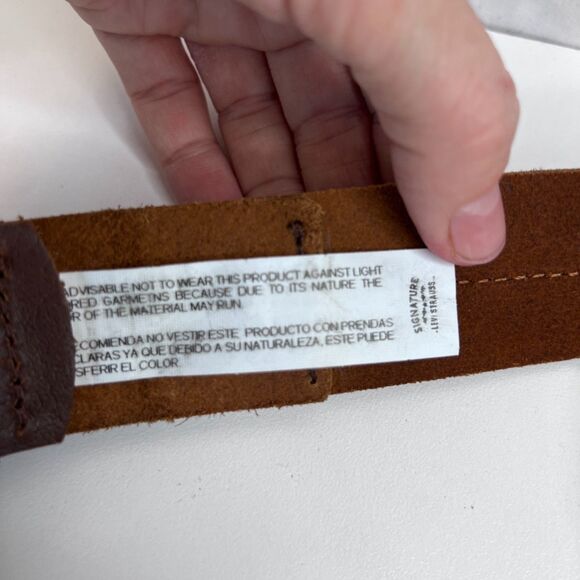 ADVISABLE NOT TO WEAR THIS PRODUCT AGAINST LIGHT
RED GARMETNS BECAUSE DUE TO ITS NATURE THE
OR OF THE MATERIAL MAY RUN.
COMIENDA NO VESTIR ESTE PRODUCTO CON PRENDAS
CLARAS YA QUE DEBIDO A SU NATURALEZA, ESTE PUEDE
SFERIR EL COLOR
SIGNATURE
LEVI STRAUSS